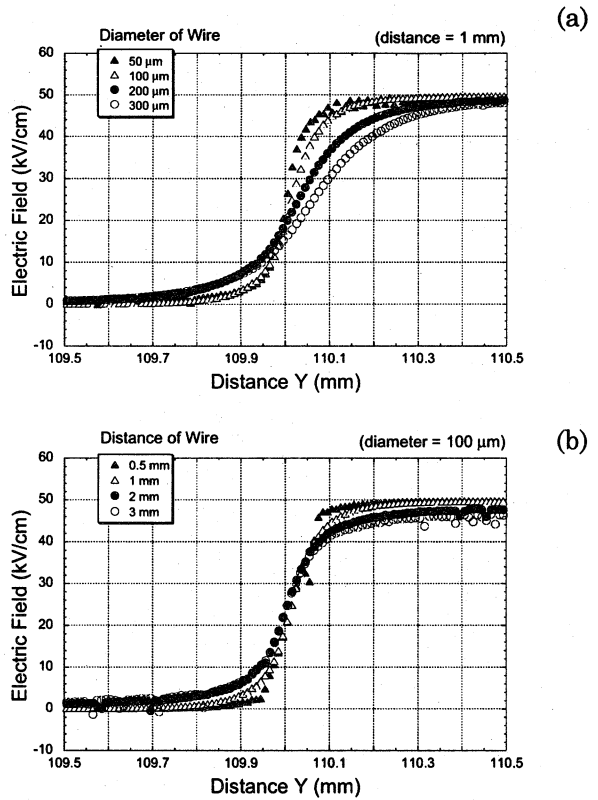 (a)
Diameter of Wire
(distance = 1 mm)
50 µm
100 µm
200 µm
300 µm
60
50
40
30
20
10
0
-10
Electric Field (kV/cm)
109.5
109.7
109.9
110.1
110.3
110.5
Distance Y (mm)
(b)
Distance of Wire
(diameter = 100 µm)
0.5 mm
1 mm
2 mm
3 mm
60
50
40
30
20
10
0
-10
Electric Field (kV/cm)
109.5
109.7
109.9
110.1
110.3
110.5
Distance Y (mm)